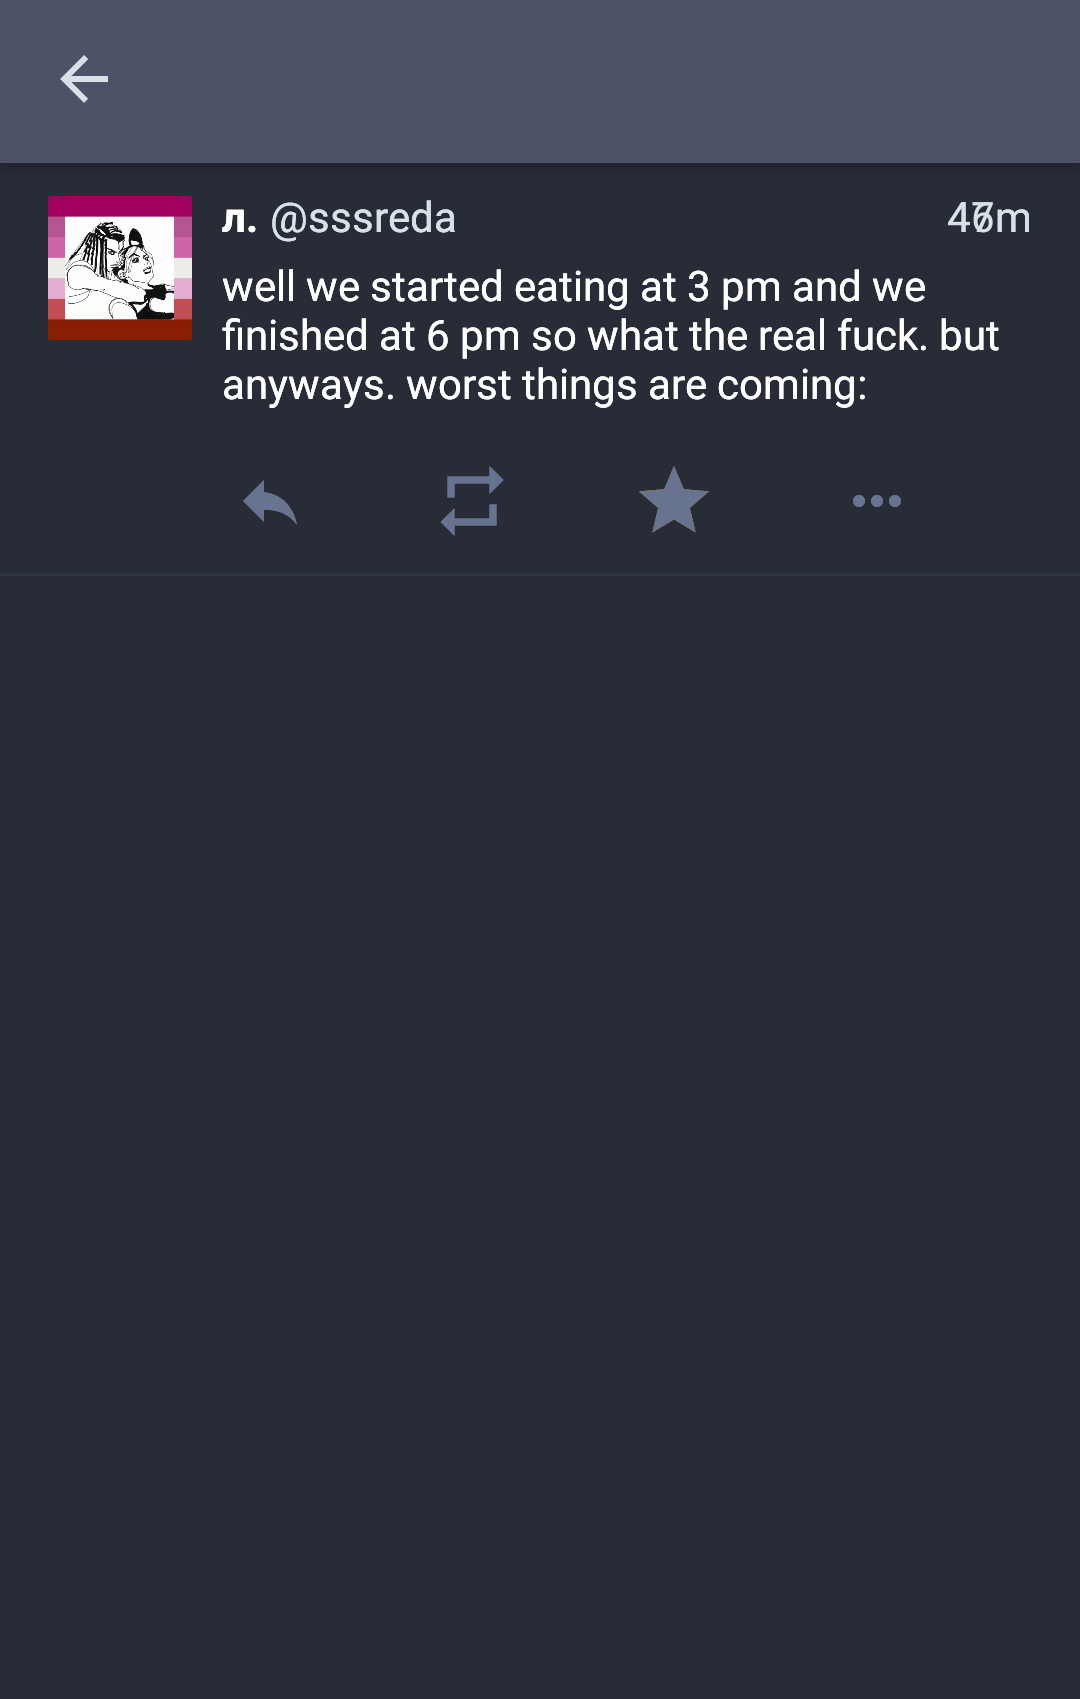 л. @sssreda
well we started eating at 3 pm and we
finished at 6 pm so what the real fuck. but
anyways. worst things are coming: